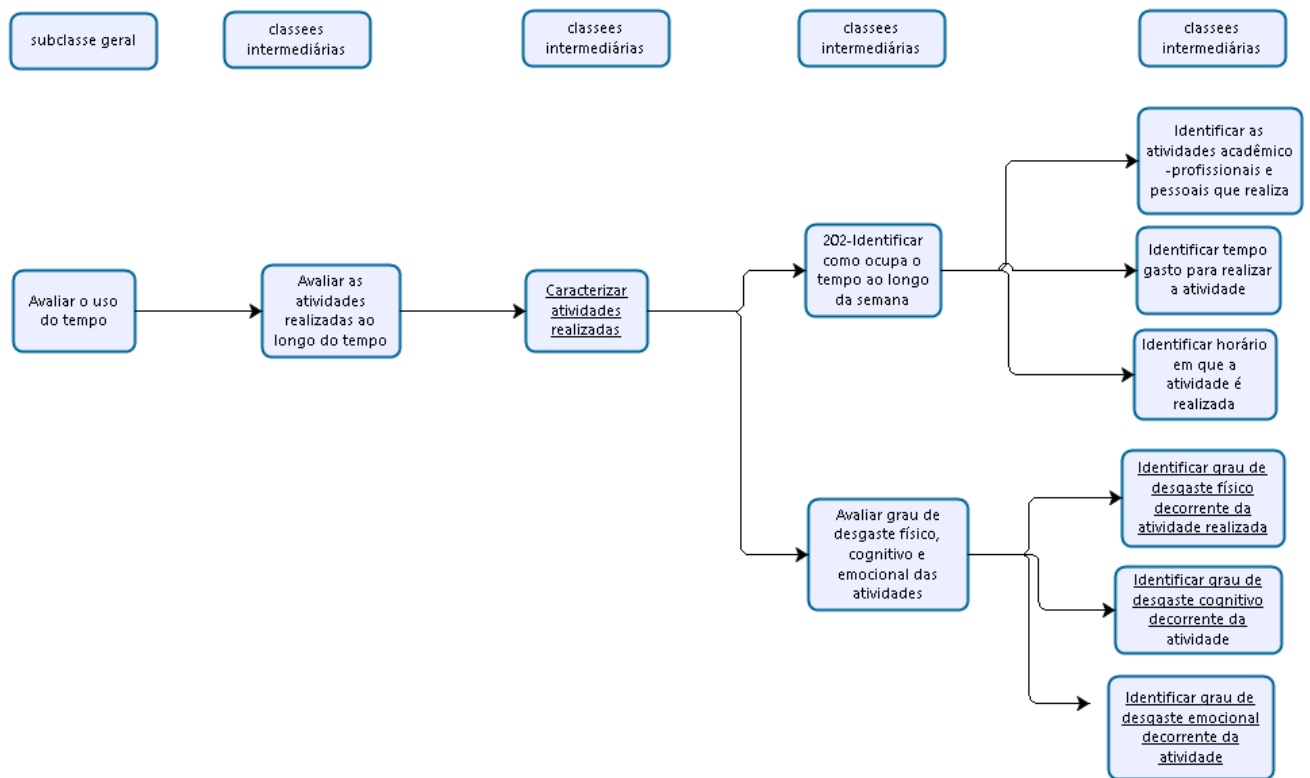 subclasse geral
classees
intermediárias
classees
intermediárias
classees
intermediárias
classees
intermediárias
Avaliar o uso
do tempo
Avaliar as
atividades
realizadas ao
longo do tempo
Caracterizar
atividades
realizadas
202-Identificar
como ocupa o
tempo ao longo
da semana
Identificar as
atividades acadêmico
-profissionais e
pessoais que realiza
Identificar tempo
gasto para realizar
a atividade
Identificar horário
em que a
atividade é
realizada
Avaliar grau de
desgaste físico,
cognitivo e
emocional das
atividades
Identificar grau de
desgaste físico
decorrente da
atividade realizada
Identificar grau de
desgaste cognitivo
decorrente da
atividade
Identificar grau de
desgaste emocional
decorrente da
atividade